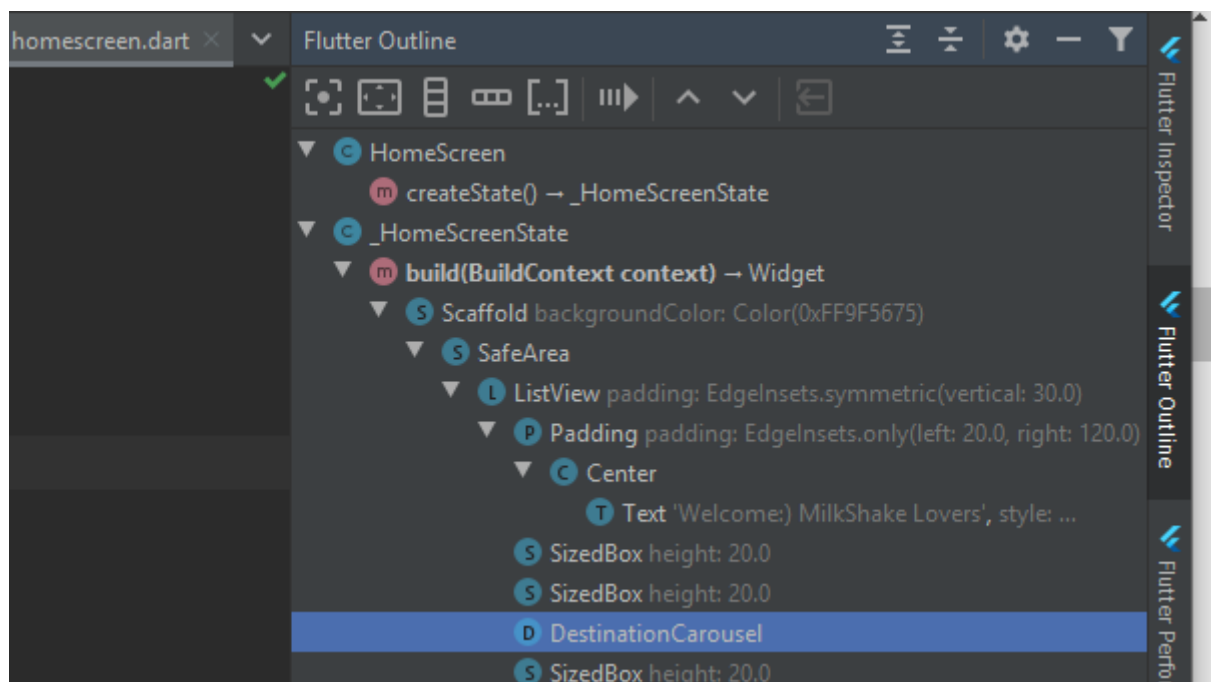 homescreen.dart
Flutter Outline
HomeScreen
createState() → _HomeScreenState
_HomeScreenState
build(BuildContext context) → Widget
Scaffold backgroundColor: Color(0xFF9F5675)
SafeArea
ListView padding: EdgeInsets.symmetric(vertical: 30.0)
Padding padding: EdgeInsets.only(left: 20.0, right: 120.0)
Center
Text 'Welcome:) MilkShake Lovers', style: ...
SizedBox height: 20.0
SizedBox height: 20.0
DestinationCarousel
SizedBox height: 20.0
Flutter Inspector
Flutter Outline
Flutter Perfo